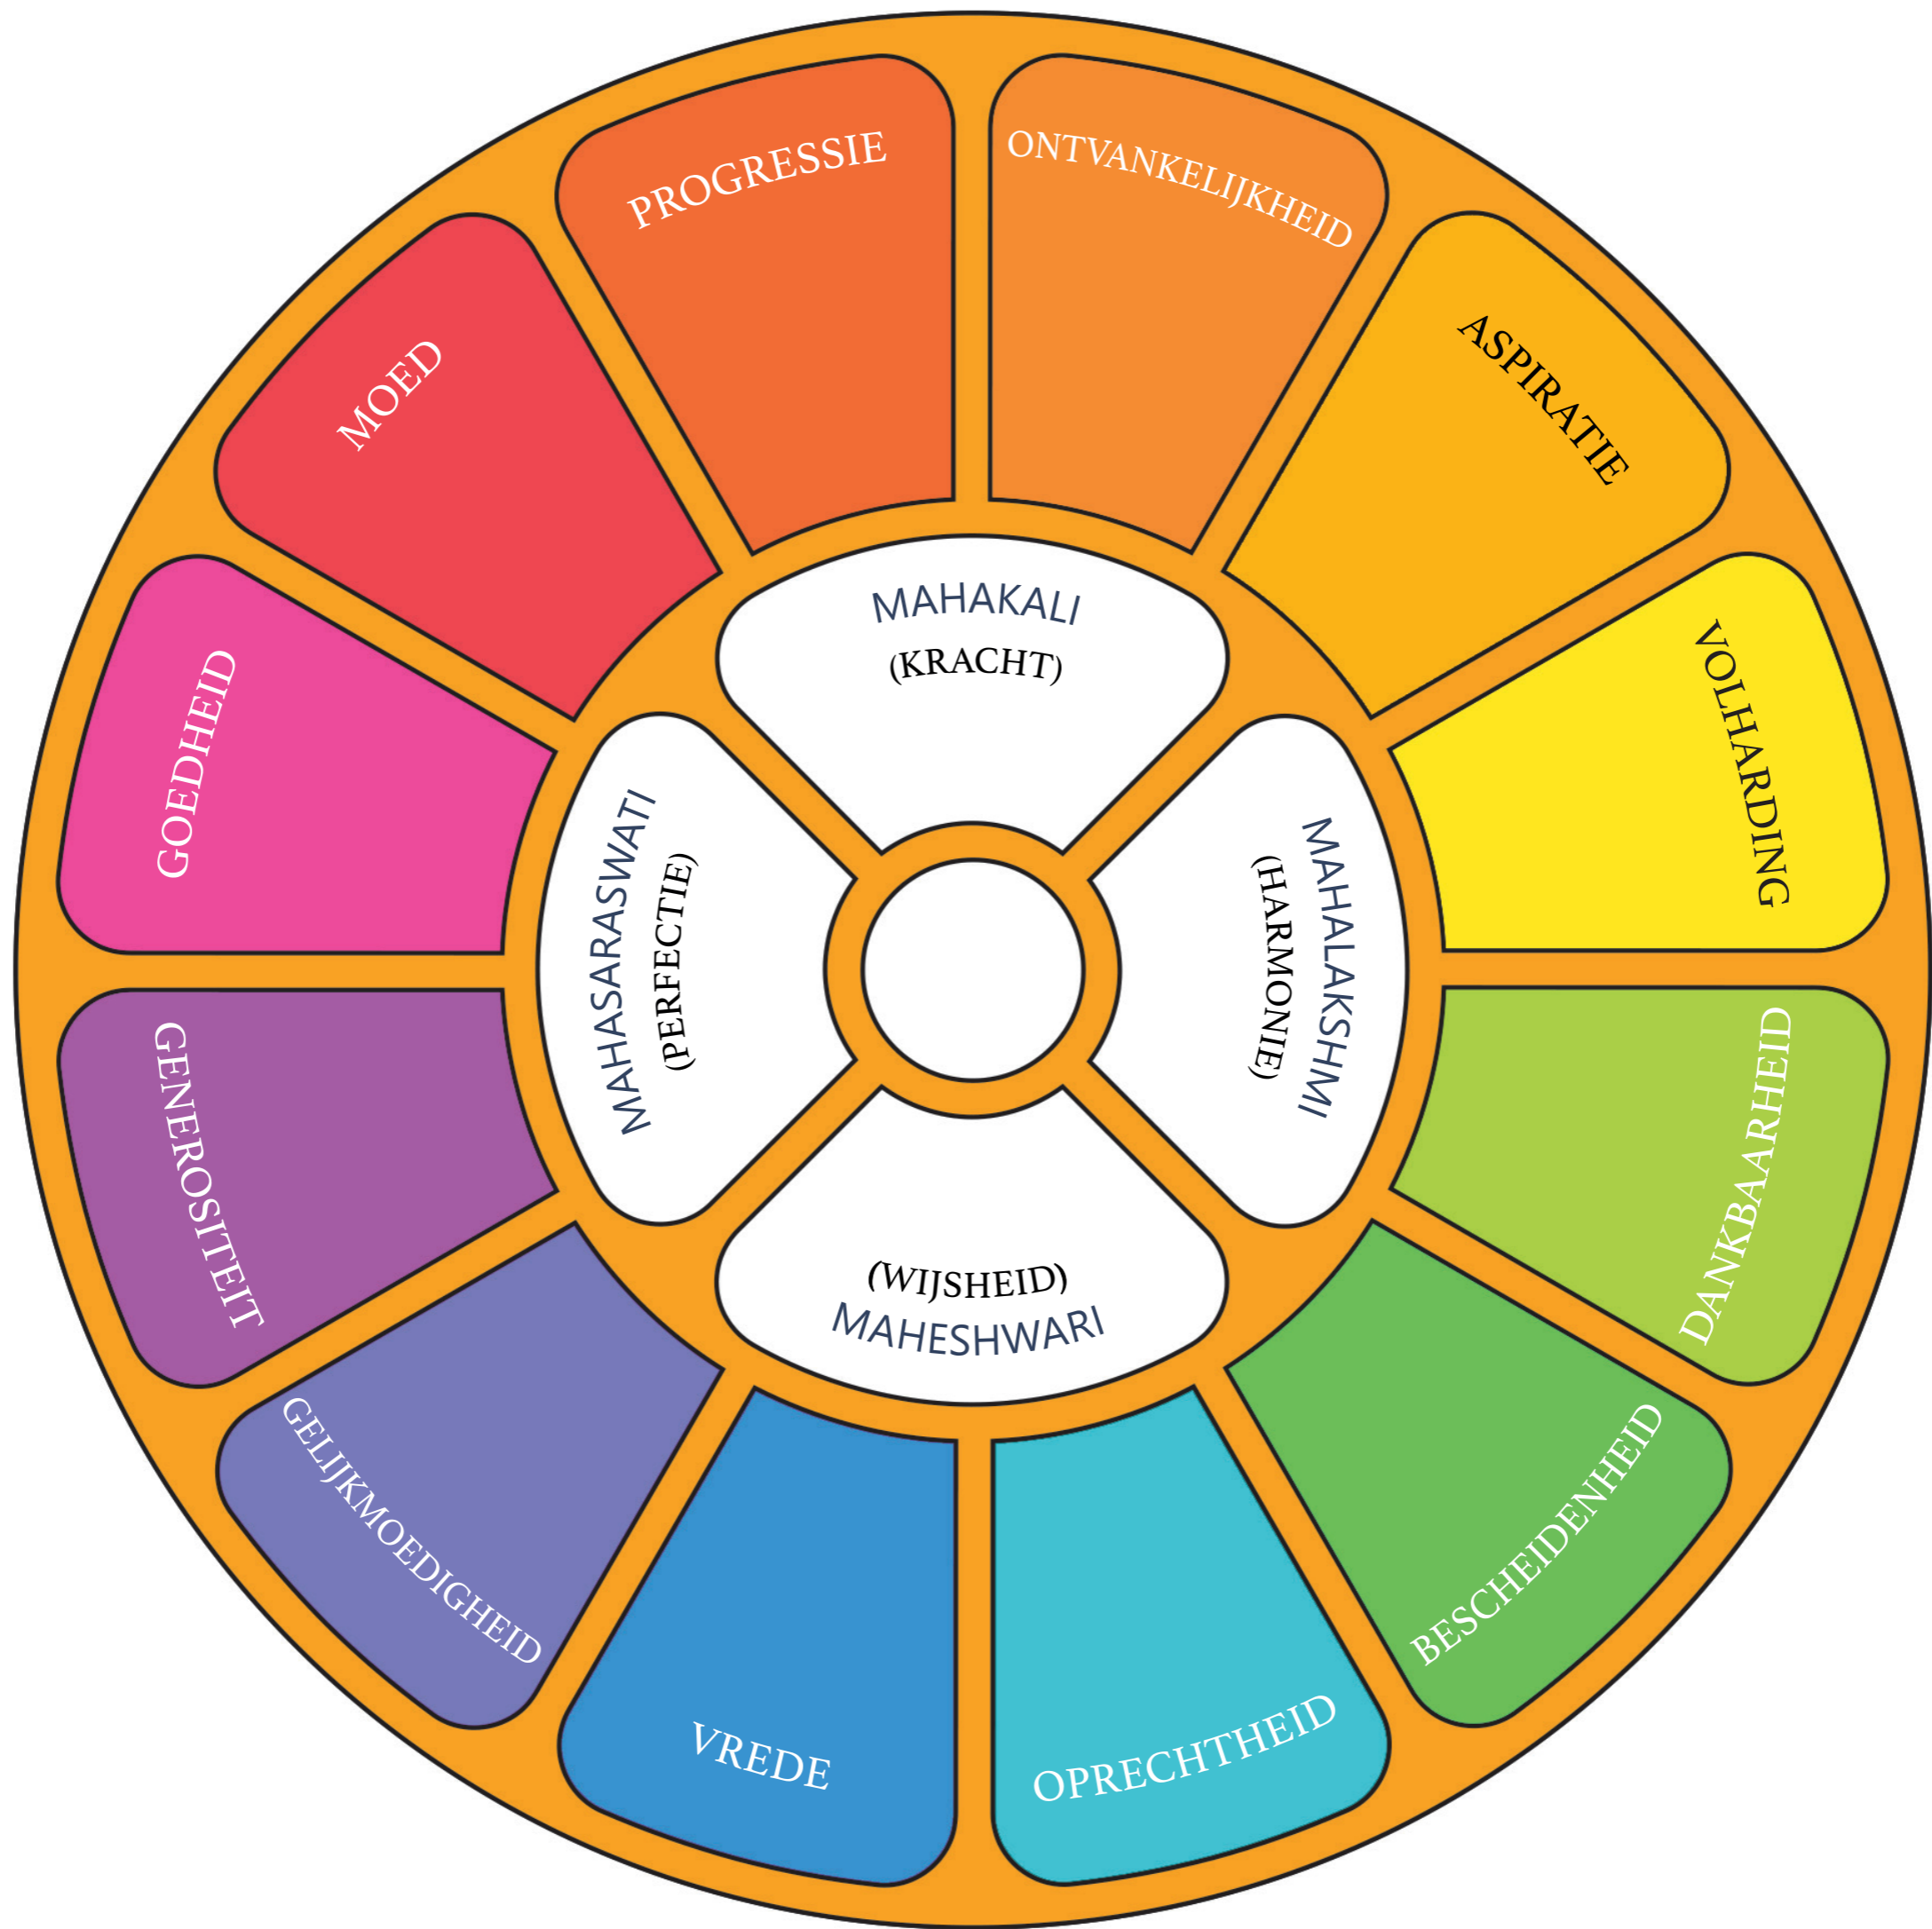 PROGRESSIE
ONTVANKELIJKHEID
ASPIRATIE
VOLHARDING
DANKBAARHEID
BESCHEIDENHEID
OPRECHTHEID
VREDE
GELIJKMOEDIGHEID
GENEROSITEIT
GOEDHEID
MOED
MAHAKALI
(KRACHT)
MAHALAKSHMI
(HARMONIE)
(WIJSHEID)
MAHESHWARI
MAHASARASWATI
(PERFECTIE)